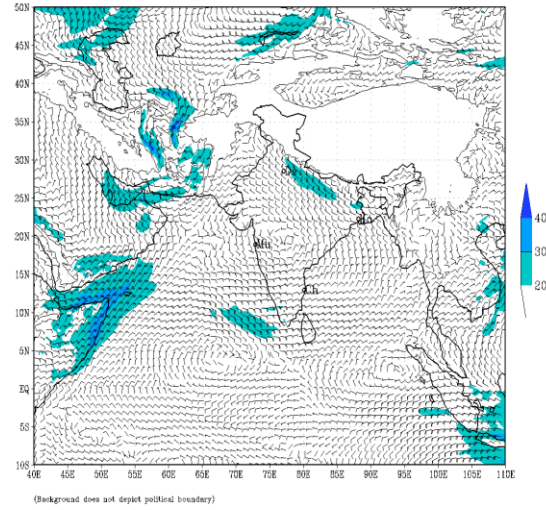 50N
45N
40N
35N
30N
25N
20N
15N
10N
5N
EQ
5S
10S
40E 45E 50E 55E 60E 65E 70E 75E 80E 85E 90E 95E 100E 105E 110E
Mu
Ch
40
30
20
(Background does not depict political boundary)